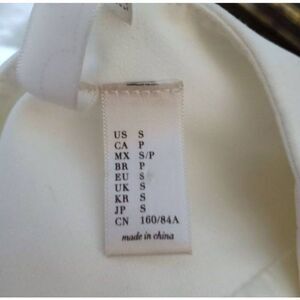 US S
CA P
MX S/P
BR P
EU S
UK S
KR S
JP S
CN 160/84A
made in china